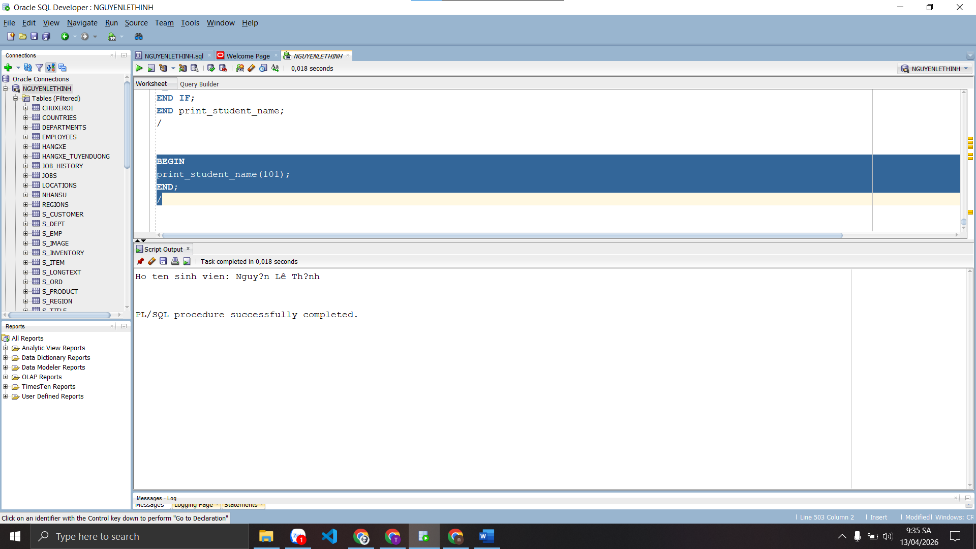 Oracle SQL Developer : NGUYENLETHINH
File Edit View Navigate Run Source Team Tools Window Help
Connections
NGUYENLETHINH.sql
Welcome Page
NGUYENLETHINH
0,018 seconds
NGUYENLETHINH
Worksheet Query Builder
Oracle Connections
NGUYENLETHINH
Tables (Filtered)
CHUXEROI
COUNTRIES
DEPARTMENTS
EMPLOYEES
HANGXE
HANGXE_TUYENDUONG
JOB_HISTORY
JOBS
LOCATIONS
NHANSU
REGIONS
S_CUSTOMER
S_DEPT
S_EMP
S_IMAGE
S_INVENTORY
S_ITEM
S_LONGTEXT
S_ORD
S_PRODUCT
S_REGION
S_TITLE
END IF;
END print_student_name;
/
BEGIN
print_student_name(101);
END;
/
Script Output
Task completed in 0,018 seconds
Ho ten sinh vien: Nguy?n Lê Th?nh
PL/SQL procedure successfully completed.
Reports
All Reports
Analytic View Reports
Data Dictionary Reports
Data Modeler Reports
OLAP Reports
TimesTen Reports
User Defined Reports
Messages - Log
Messages Logging Page Statements
Click on an identifier with the Control key down to perform "Go to Declaration"
Line 503 Column 2 Insert Modified Windows: CF
Type here to search
9:35 SA
13/04/2026